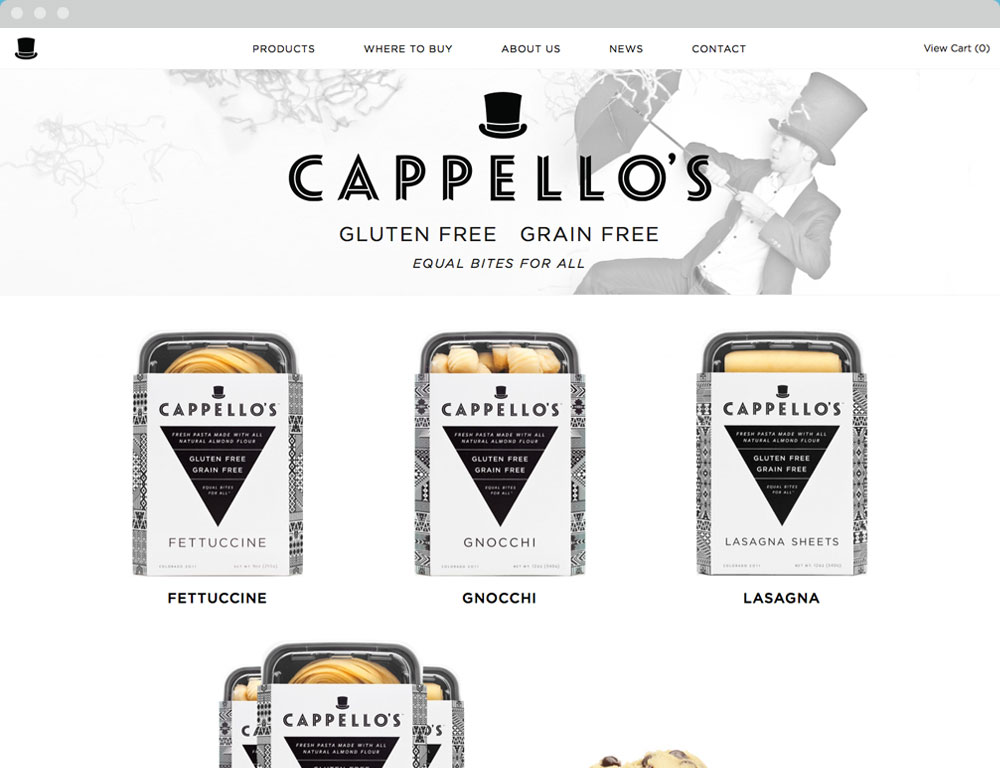 PRODUCTS
WHERE TO BUY
ABOUT US
NEWS
CONTACT
View Cart (0)
CAPPELLO'S
GLUTEN FREE GRAIN FREE
EQUAL BITES FOR ALL
CAPPELLO'S
FRESH PASTA MADE WITH ALL
NATURAL ALMOND FLOUR
GLUTEN FREE
GRAIN FREE
EQUAL BITES
FOR ALL
FETTUCCINE
COLORADO 2011
NET WT. 9oz
FETTUCCINE
CAPPELLO'S
FRESH PASTA MADE WITH ALL
NATURAL ALMOND FLOUR
GLUTEN FREE
GRAIN FREE
EQUAL BITES
FOR ALL
GNOCCHI
COLORADO 2011
NET WT. 12oz
GNOCCHI
CAPPELLO'S
FRESH PASTA MADE WITH ALL
NATURAL ALMOND FLOUR
GLUTEN FREE
GRAIN FREE
EQUAL BITES
FOR ALL
LASAGNA SHEETS
COLORADO 2011
NET WT. 12oz
LASAGNA
CAPPELLO'S
FRESH PASTA MADE WITH ALL
NATURAL ALMOND FLOUR